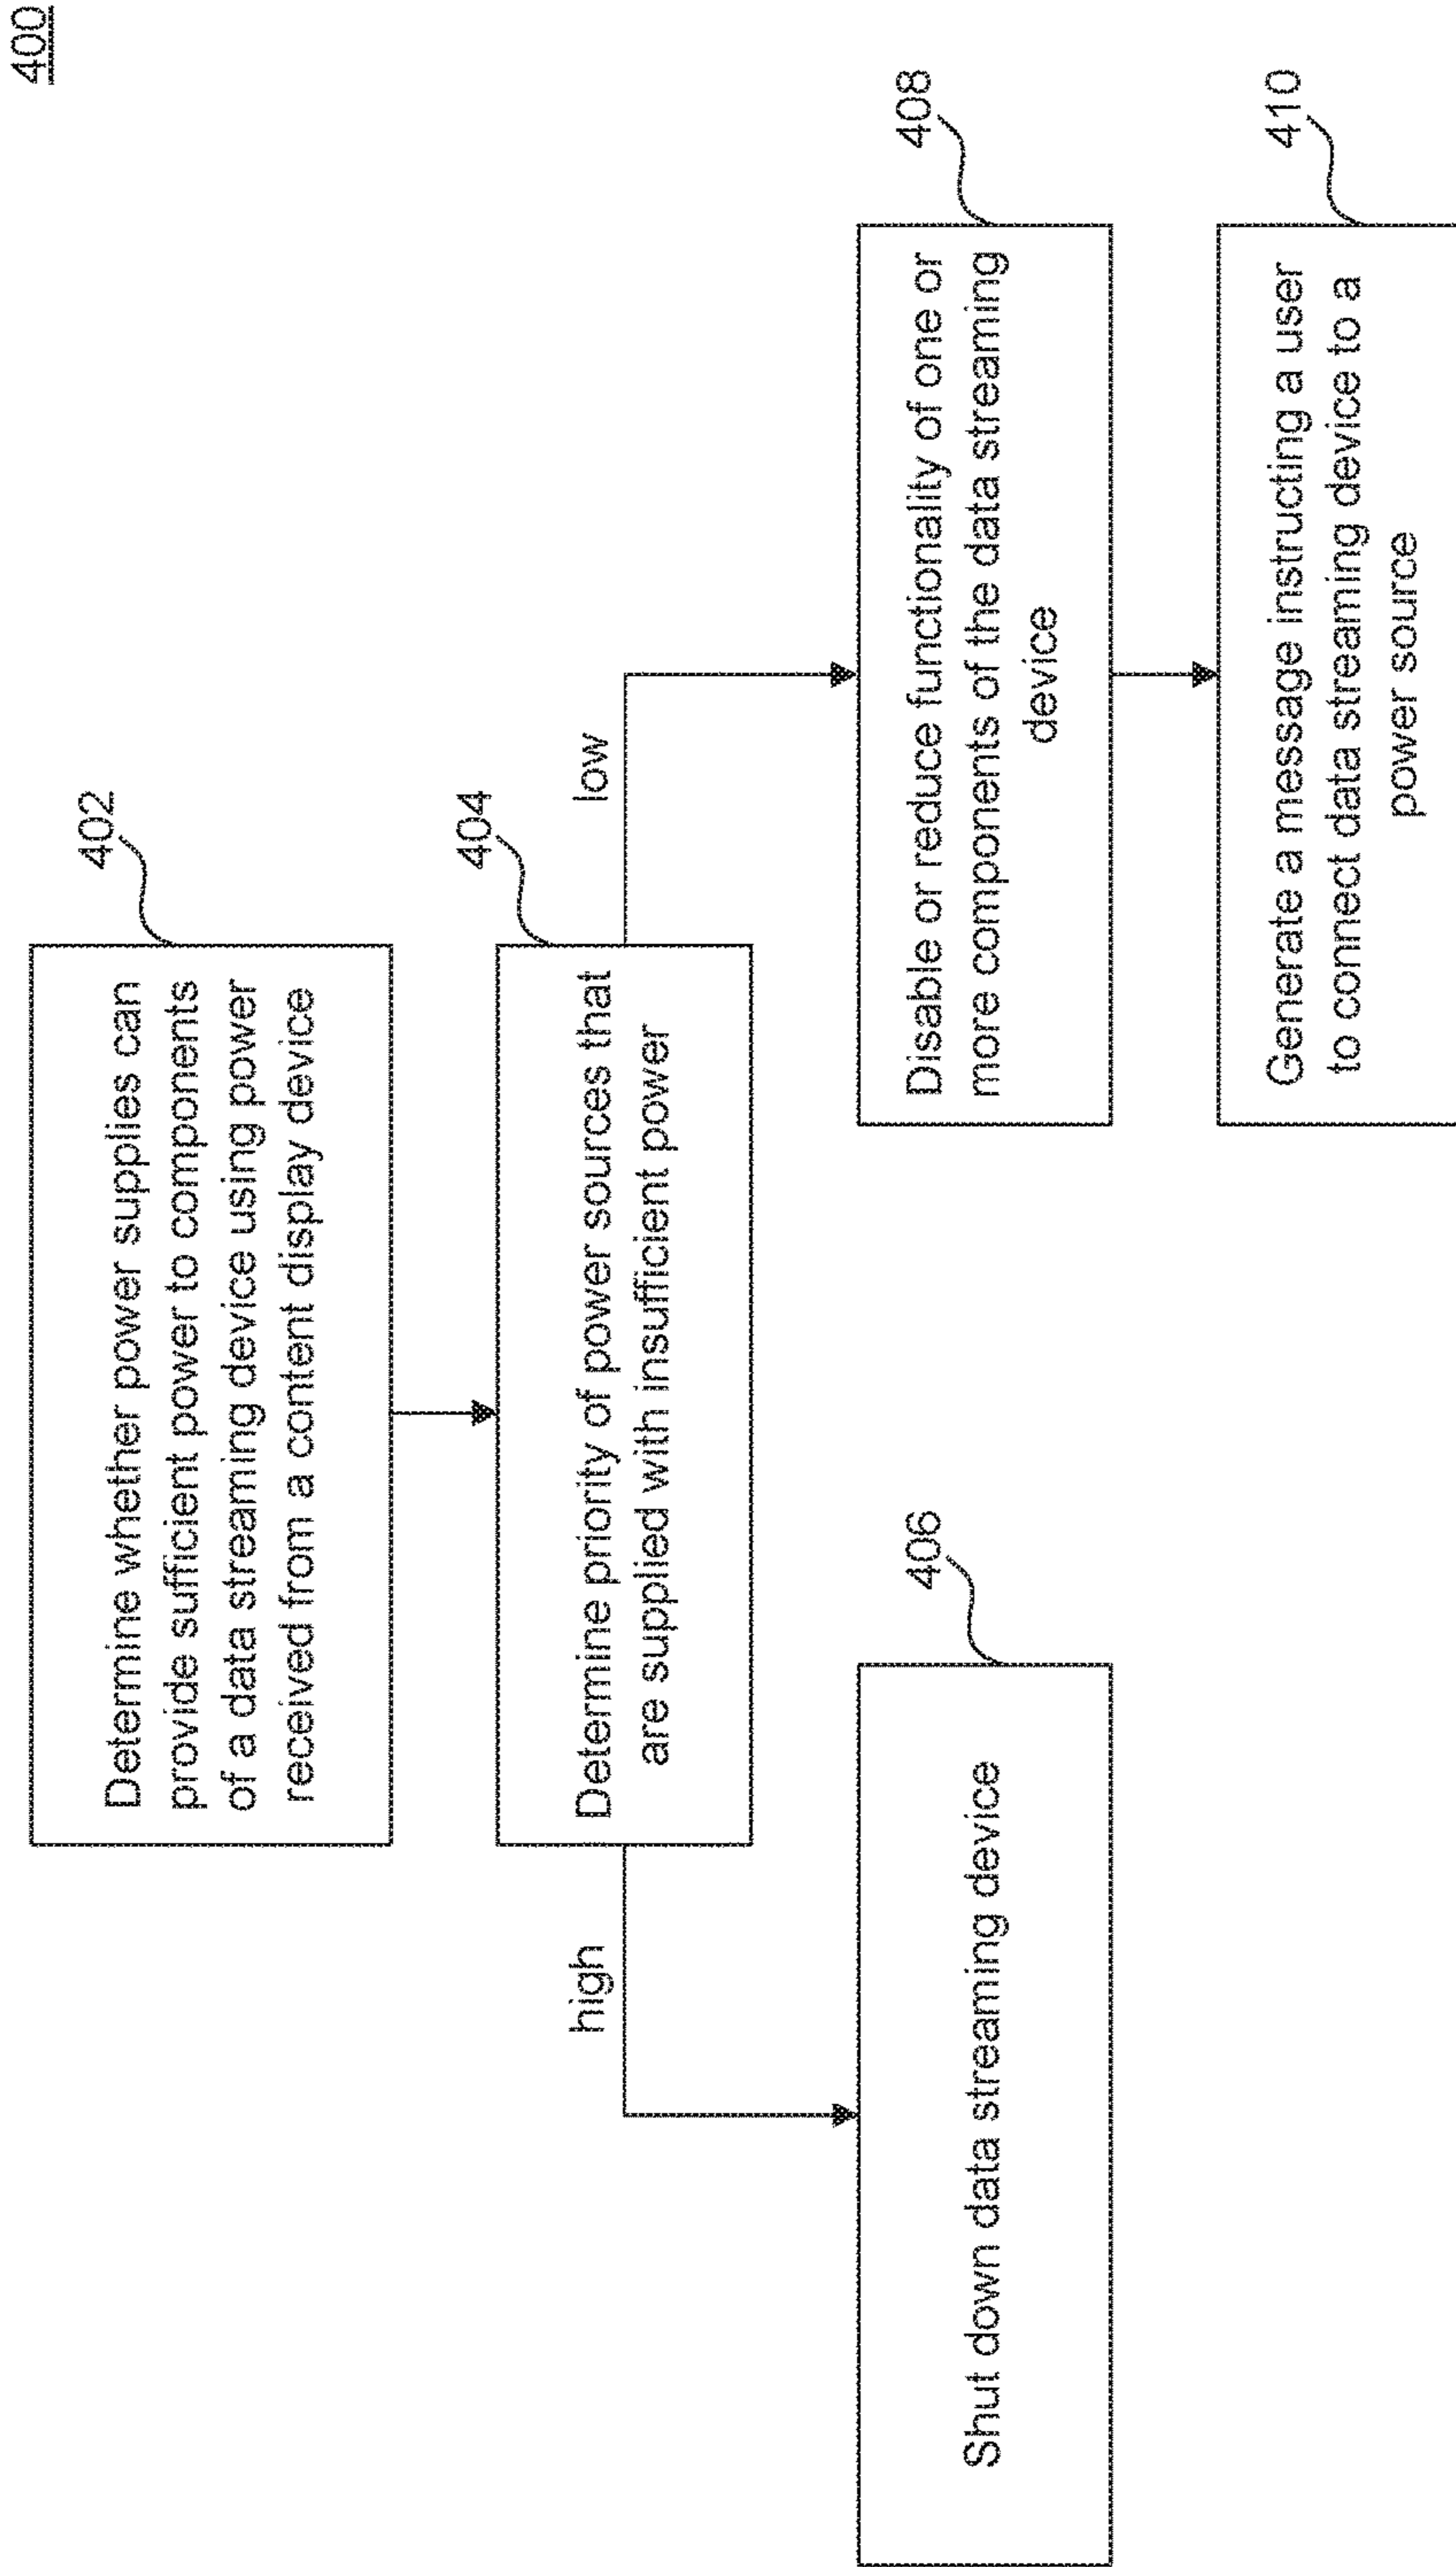 400
402
Determine whether power supplies can
provide sufficient power to components
of a data streaming device using power
received from a content display device
404
Determine priority of power sources that
are supplied with insufficient power
high
low
406
Shut down data streaming device
408
Disable or reduce functionality of one or
more components of the data streaming
device
410
Generate a message instructing a user
to connect data streaming device to a
power source